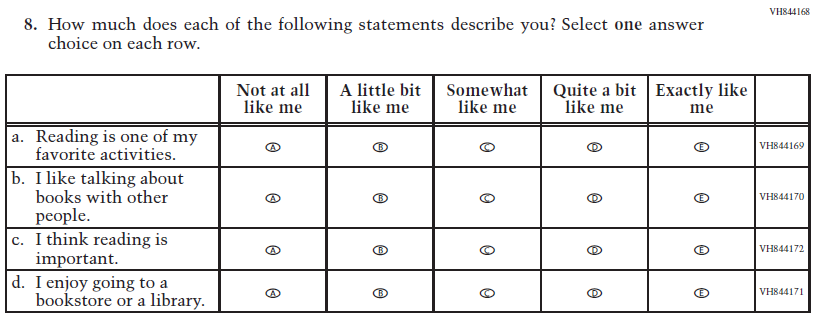 VH844168
8. How much does each of the following statements describe you? Select one answer
choice on each row.
Not at all like me A little bit like me Somewhat like me Quite a bit like me Exactly like me
a. Reading is one of my
favorite activities. A B C D E VH844169
b. I like talking about
books with other A B C D E VH844170
people.
c. I think reading is
important. A B C D E VH844172
d. I enjoy going to a
bookstore or a library. A B C D E VH844171